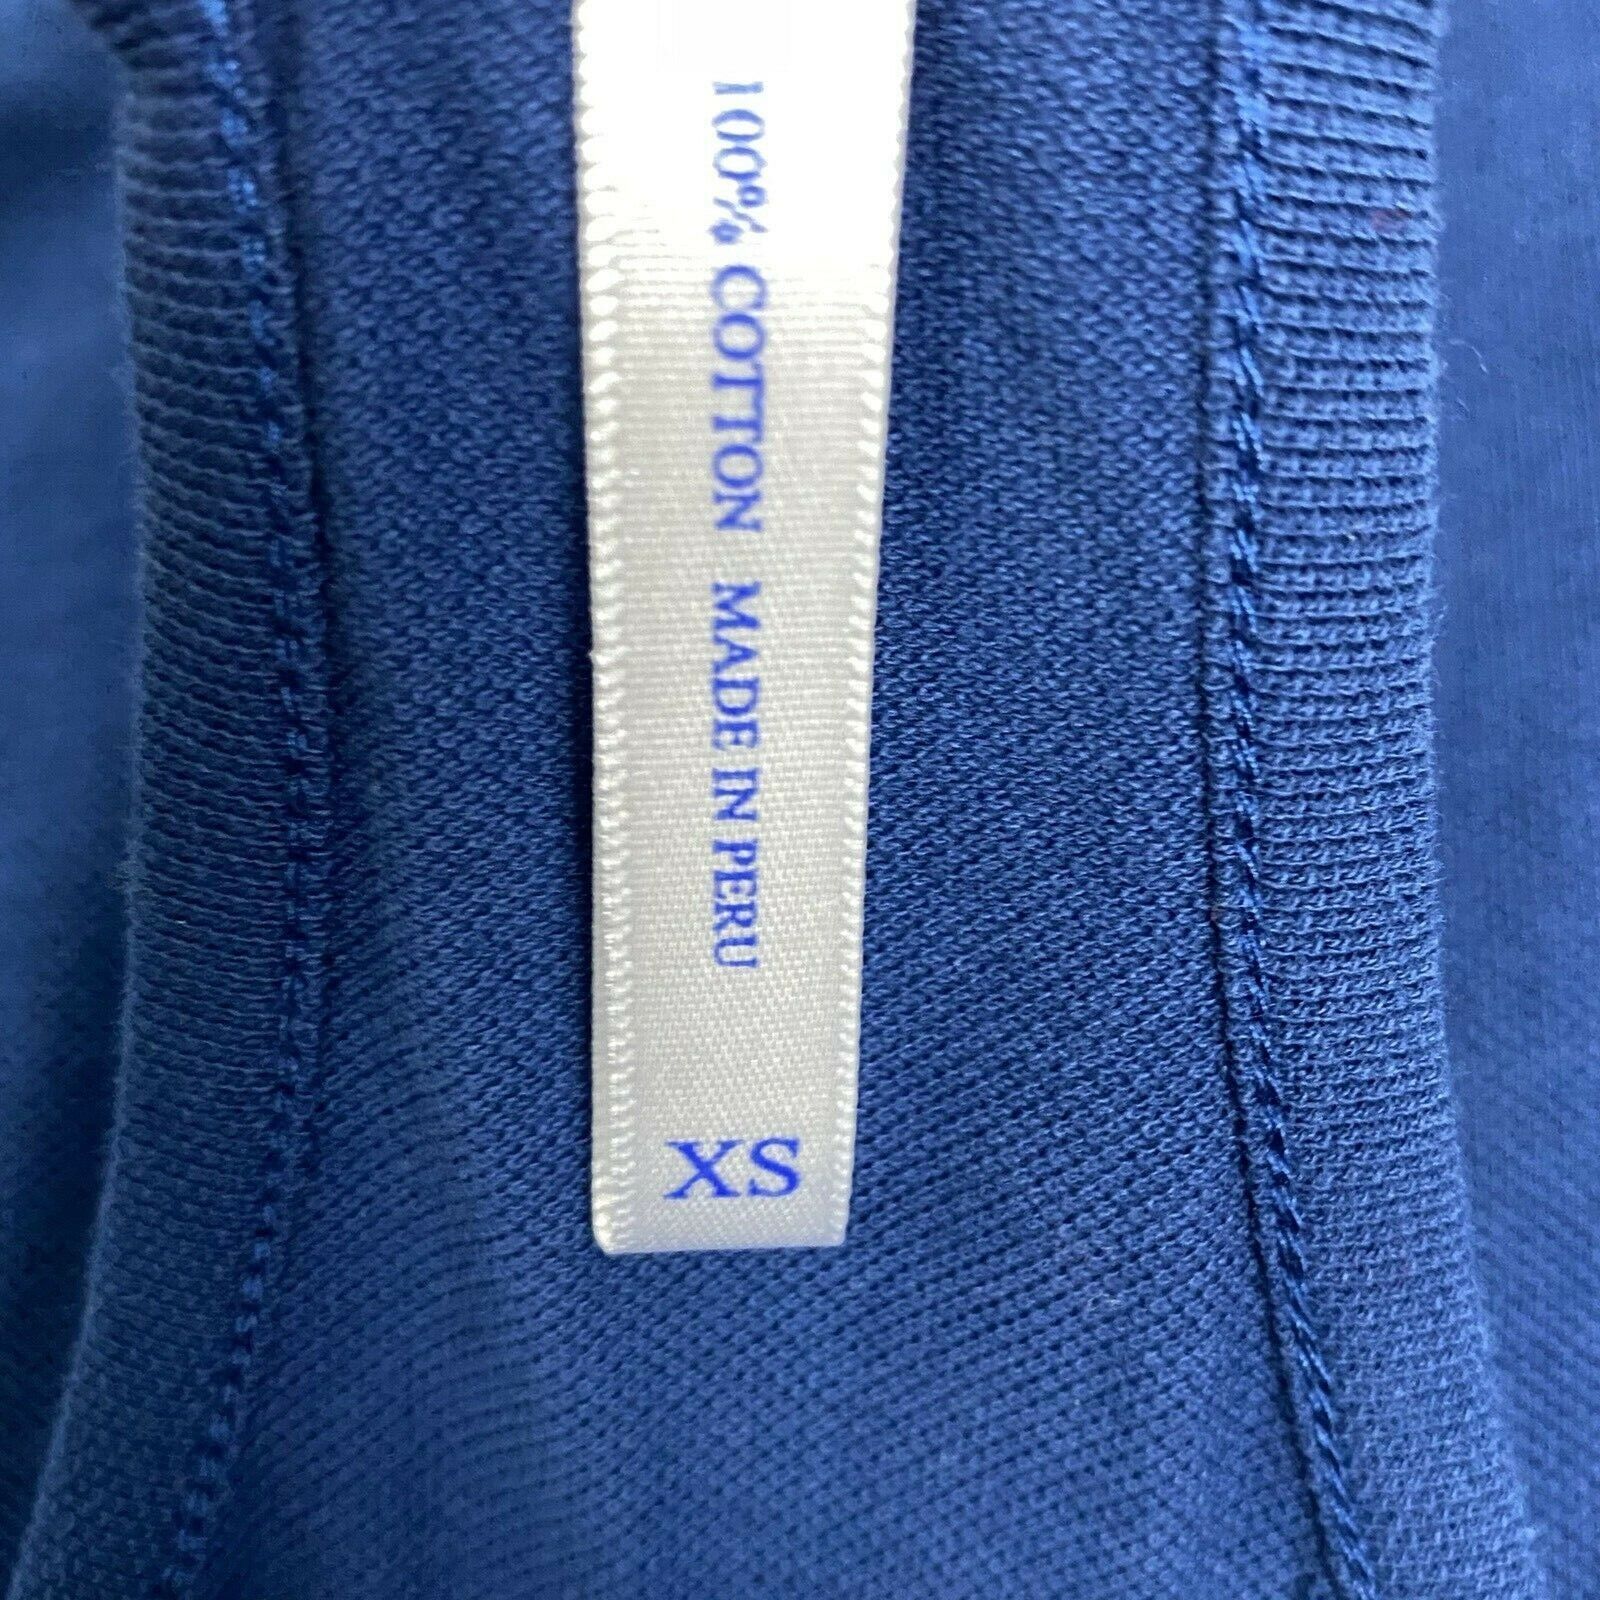 100% COTTON MADE IN PERU
XS